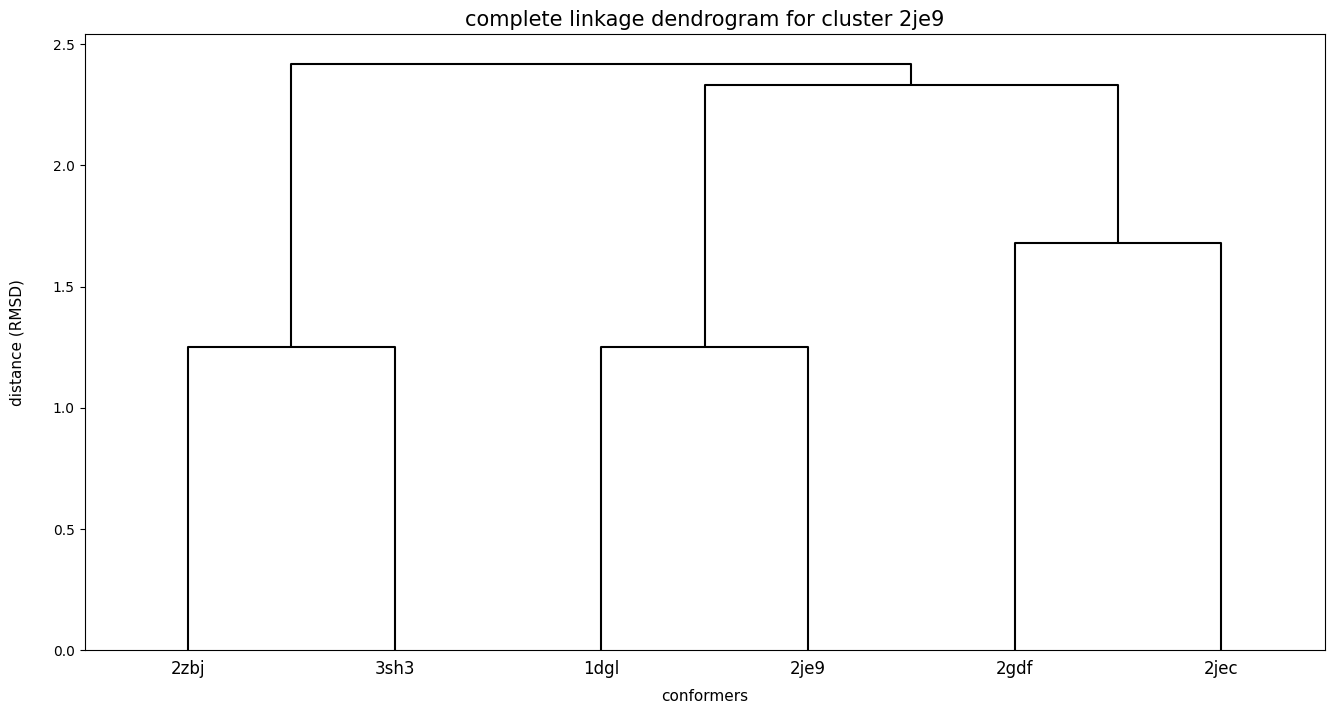 complete linkage dendrogram for cluster 2je9
2.5
2.0
1.5
1.0
0.5
0.0
distance (RMSD)
2zbj 3sh3 1dgl 2je9 2gdf 2jec
conformers